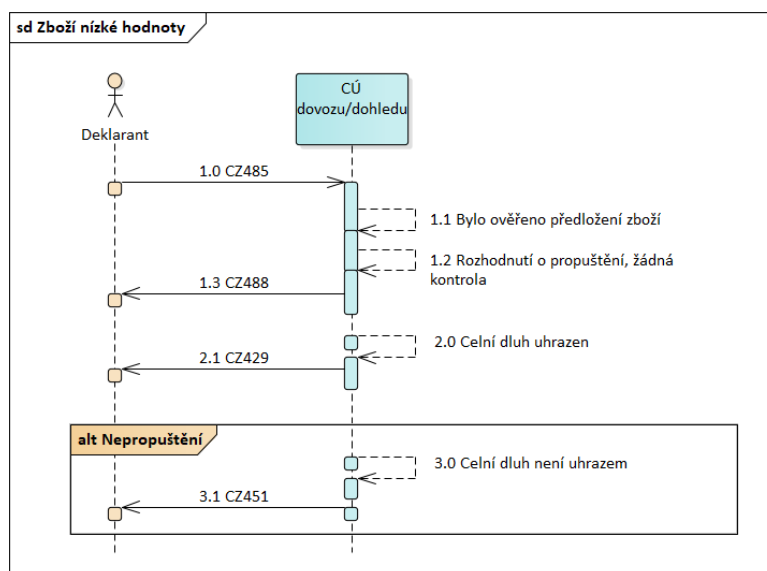 sd Zboží nízké hodnoty
CÚ
dovozu/dohledu
Deklarant
1.0 CZ485
1.1 Bylo ověřeno předložení zboží
1.2 Rozhodnutí o propuštění, žádná
kontrola
1.3 CZ488
2.0 Celní dluh uhrazen
2.1 CZ429
alt Nepropuštění
3.0 Celní dluh není uhrazem
3.1 CZ451